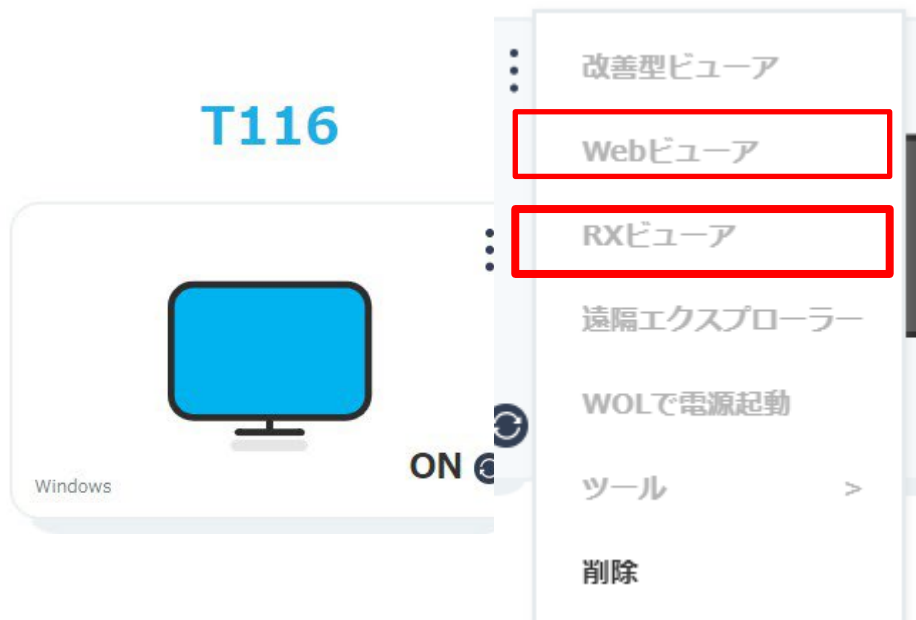 T116
Windows
ON
改善型ビューア
Webビューア
RXビューア
遠隔エクスプローラー
WOLで電源起動
ツール >
削除